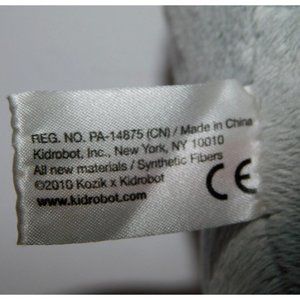 REG. NO. PA-14875 (CN) / Made in China
Kidrobot, Inc., New York, NY 10010
All new materials / Synthetic Fibers
©2010 Kozik x Kidrobot
www.kidrobot.com
CE